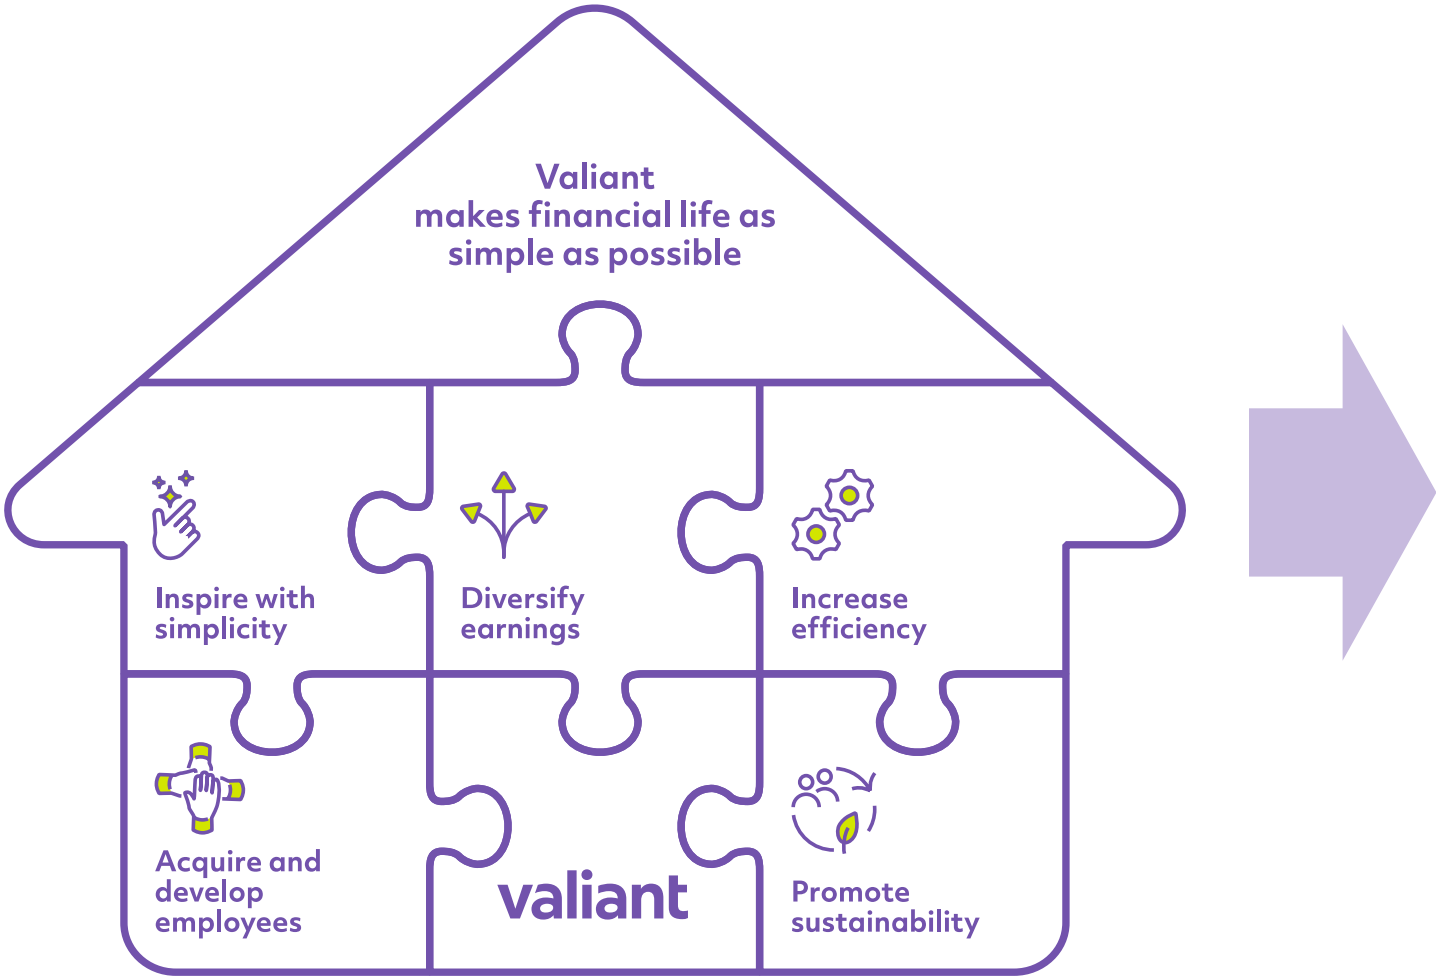 Valiant
makes financial life as
simple as possible
Inspire with
simplicity
Diversify
earnings
Increase
efficiency
Acquire and
develop
employees
valiant
Promote
sustainability